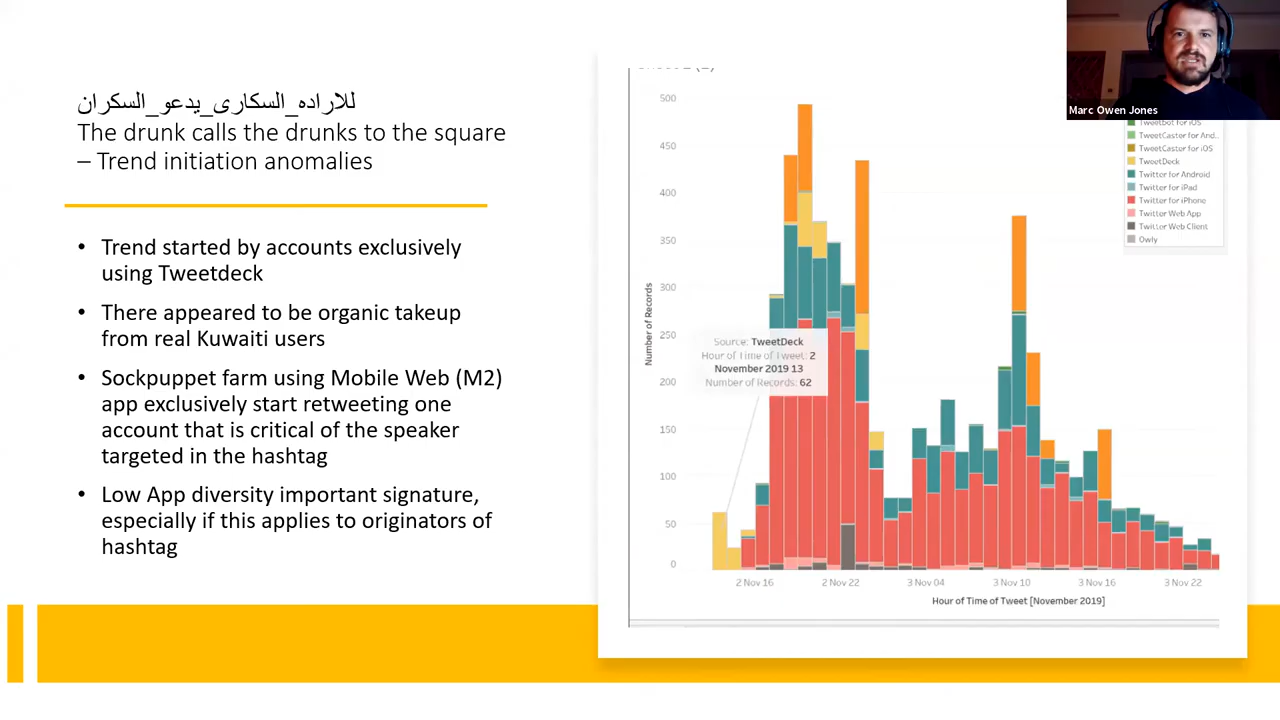 للاراده_السكارى_يدعو_السكران
The drunk calls the drunks to the square
– Trend initiation anomalies
• Trend started by accounts exclusively
using Tweetdeck
• There appeared to be organic takeup
from real Kuwaiti users
• Sockpuppet farm using Mobile Web (M2)
app exclusively start retweeting one
account that is critical of the speaker
targeted in the hashtag
• Low App diversity important signature,
especially if this applies to originators of
hashtag
Number of Records
500
450
400
350
300
250
200
150
100
50
0
Source: TweetDeck
Hour of Time of Tweet: 2
November 2019 13
Number of Records: 62
2 Nov 16
2 Nov 22
3 Nov 04
3 Nov 10
3 Nov 16
3 Nov 22
Hour of Time of Tweet [November 2019]
Marc Owen Jones
Tweetbot for iOS
TweetCaster for And..
TweetCaster for iOS
TweetDeck
Twitter for Android
Twitter for iPad
Twitter for iPhone
Twitter Web App
Twitter Web Client
Owly